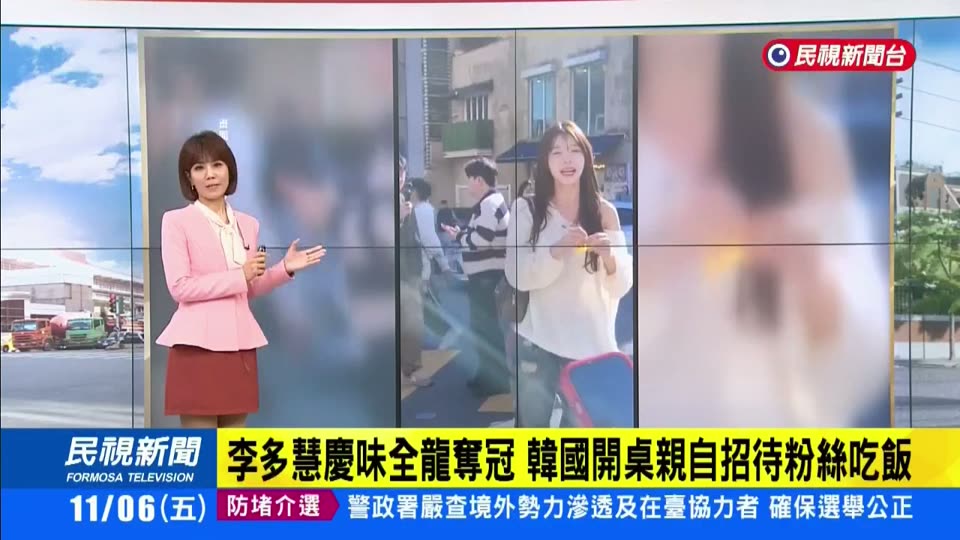 民視新聞台
民視新聞
FORMOSA TELEVISION
李多慧慶味全龍奪冠 韓國開桌親自招待粉絲吃飯
11/06(五)
防堵介選
警政署嚴查境外勢力滲透及在臺協力者 確保選舉公正